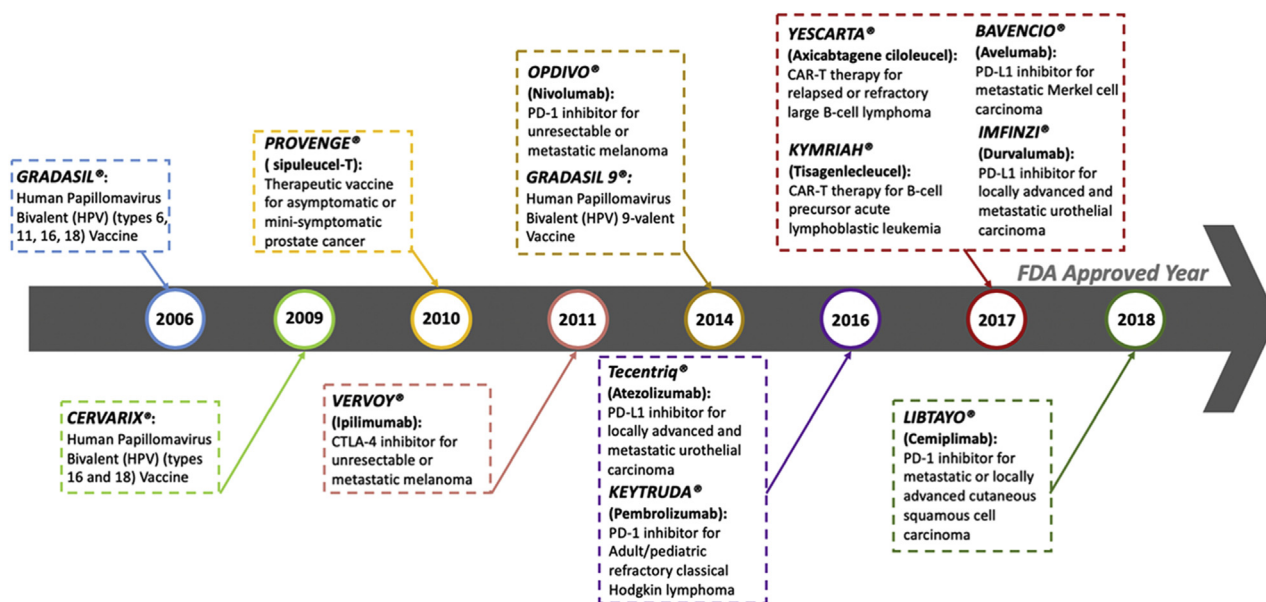 YESCARTA®
(Axicabtagene ciloleucel):
CAR-T therapy for
relapsed or refractory
large B-cell lymphoma
KYMRIAH®
(Tisagenlecleucel):
CAR-T therapy for B-cell
precursor acute
lymphoblastic leukemia
BAVENCIO®
(Avelumab):
PD-L1 inhibitor for
metastatic Merkel cell
carcinoma
IMFINZI®
(Durvalumab):
PD-L1 inhibitor for
locally advanced and
metastatic urothelial
carcinoma
OPDIVO®
(Nivolumab):
PD-1 inhibitor for
unresectable or
metastatic melanoma
GRADASIL 9®:
Human Papillomavirus
Bivalent (HPV) 9-valent
Vaccine
PROVENGE®
( sipuleucel-T):
Therapeutic vaccine
for asymptomatic or
mini-symptomatic
prostate cancer
GRADASIL®:
Human Papillomavirus
Bivalent (HPV) (types 6,
11, 16, 18) Vaccine
FDA Approved Year
2006
2009
2010
2011
2014
2016
2017
2018
CERVARIX®:
Human Papillomavirus
Bivalent (HPV) (types
16 and 18) Vaccine
VERVOY®
(Ipilimumab):
CTLA-4 inhibitor for
unresectable or
metastatic melanoma
Tecentriq®
(Atezolizumab):
PD-L1 inhibitor for
locally advanced and
metastatic urothelial
carcinoma
KEYTRUDA®
(Pembrolizumab):
PD-1 inhibitor for
Adult/pediatric
refractory classical
Hodgkin lymphoma
LIBTAYO®
(Cemiplimab):
PD-1 inhibitor for
metastatic or locally
advanced cutaneous
squamous cell
carcinoma